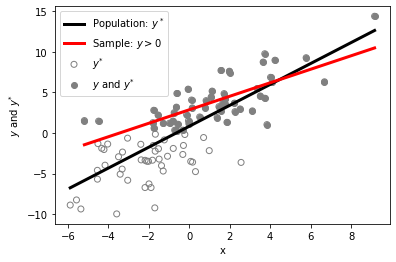 Population: y*
Sample: y > 0
y*
y and y*
15
10
5
0
−5
−10
y and y*
−6 −4 −2 0 2 4 6 8
x